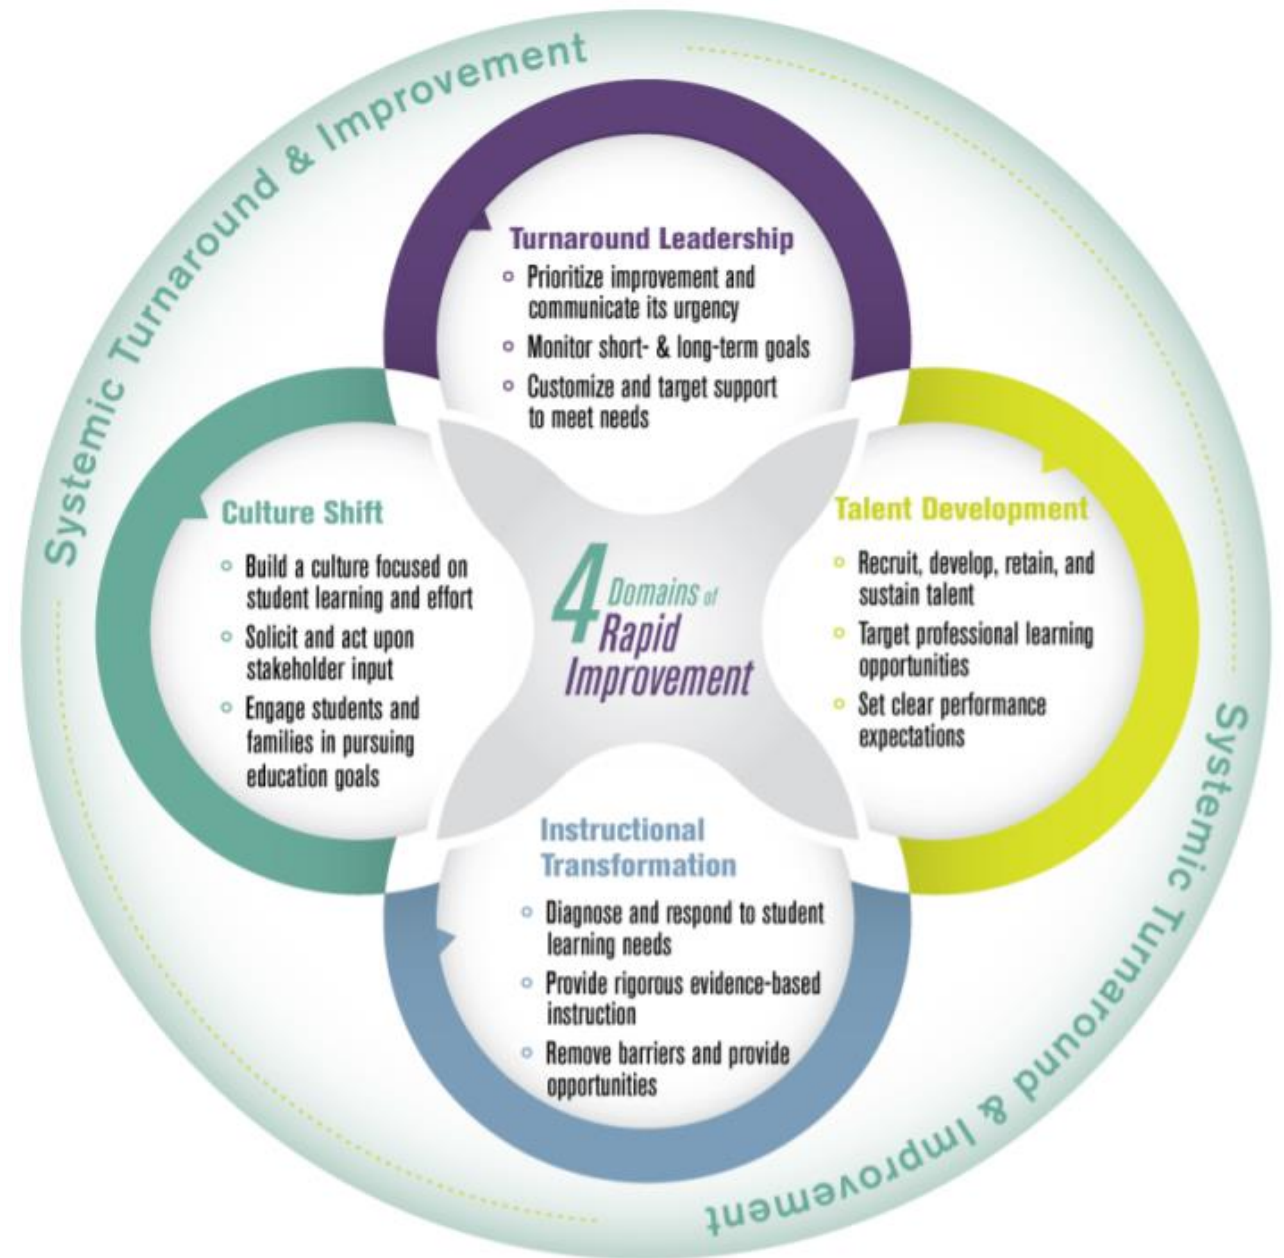 Systemic Turnaround & Improvement
Turnaround Leadership
Prioritize improvement and
communicate its urgency
Monitor short- & long-term goals
Customize and target support
to meet needs
Culture Shift
Build a culture focused on
student learning and effort
Solicit and act upon
stakeholder input
Engage students and
families in pursuing
education goals
4 Domains of
Rapid
Improvement
Talent Development
Recruit, develop, retain, and
sustain talent
Target professional learning
opportunities
Set clear performance
expectations
Instructional
Transformation
Diagnose and respond to student
learning needs
Provide rigorous evidence-based
instruction
Remove barriers and provide
opportunities
Systemic Turnaround & Improvement